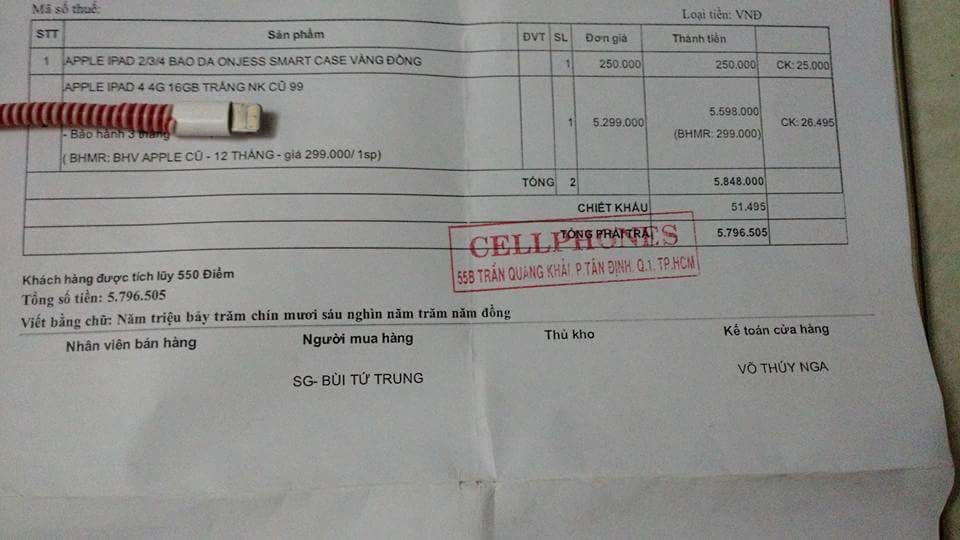 Mã số thuế:
Loại tiền: VNĐ
STT Sản phẩm ĐVT SL Đơn giá Thành tiền
1 APPLE IPAD 2/3/4 BAO DA ONJESS SMART CASE VÀNG ĐỒNG 1 250.000 250.000 CK: 25.000
APPLE IPAD 4 4G 16GB TRẮNG NK CŨ 99
1 5.299.000 5.598.000 CK: 26.495
(BHMR: 299.000)
- Bảo hành 3 tháng
( BHMR: BHV APPLE CŨ - 12 THÁNG - giá 299.000/ 1sp)
TỔNG 2 5.848.000
CHIẾT KHẤU 51.495
TỔNG PHẢI TRẢ 5.796.505
CELLPHONES
55B TRẦN QUANG KHẢI. P.TÂN ĐỊNH. Q.1. TP.HCM
Khách hàng được tích lũy 550 Điểm
Tổng số tiền: 5.796.505
Viết bằng chữ: Năm triệu bảy trăm chín mươi sáu nghìn năm trăm năm đồng
Nhân viên bán hàng Người mua hàng Thủ kho Kế toán cửa hàng
SG- BÙI TỨ TRUNG VÕ THÚY NGA